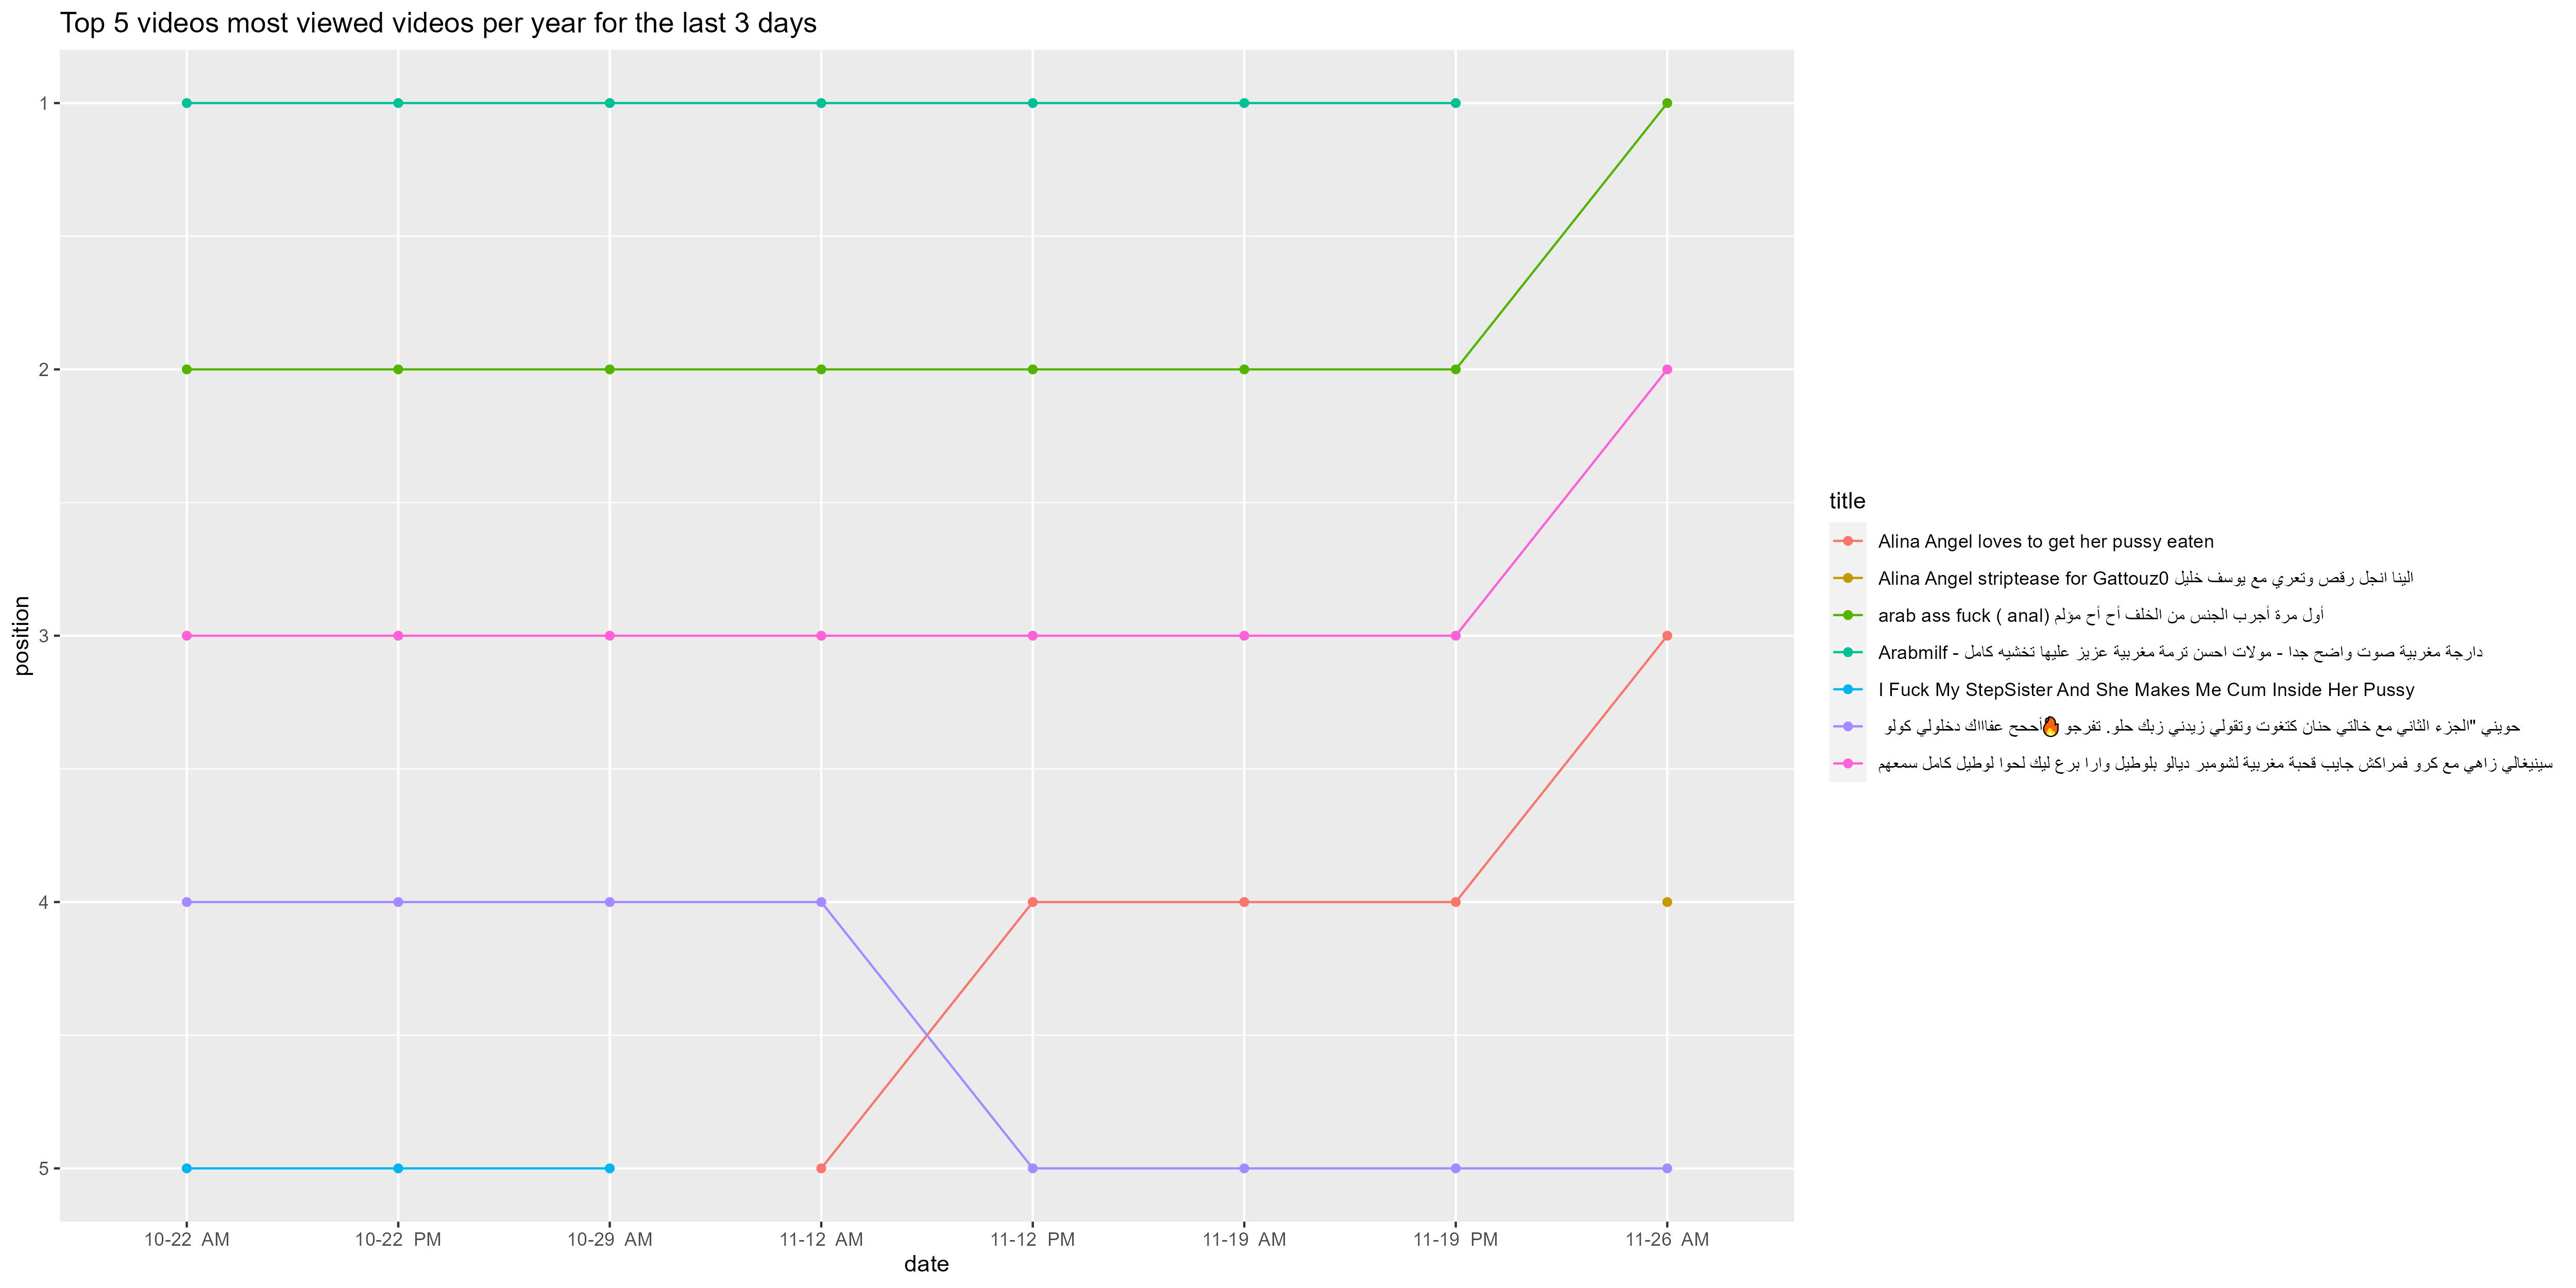 Top 5 videos most viewed videos per year for the last 3 days
1
2
3
4
5
position
10-22 AM
10-22 PM
10-29 AM
11-12 AM
11-12 PM
11-19 AM
11-19 PM
11-26 AM
date
title
Alina Angel loves to get her pussy eaten
Alina Angel striptease for Gattouz0 الينا انجل رقص وتعري مع يوسف خليل
arab ass fuck ( anal) أول مرة أجرب الجنس من الخلف أح أح مؤلم
Arabmilf - دارجة مغربية صوت واضح جدا - مولات احسن ترمة مغربية عزيز عليها تخشيه كامل
I Fuck My StepSister And She Makes Me Cum Inside Her Pussy
حويني "الجزء الثاني مع خالتي حنان كتغوت وتقولي زيدني زبك حلو. تفرجو 🔥أححح عفاااك دخلولي كولو
سينيغالي زاهي مع كرو فمراكش جايب قحبة مغربية لشومبر ديالو بلوطيل وارا برع ليك لحوا لوطيل كامل سمعهم